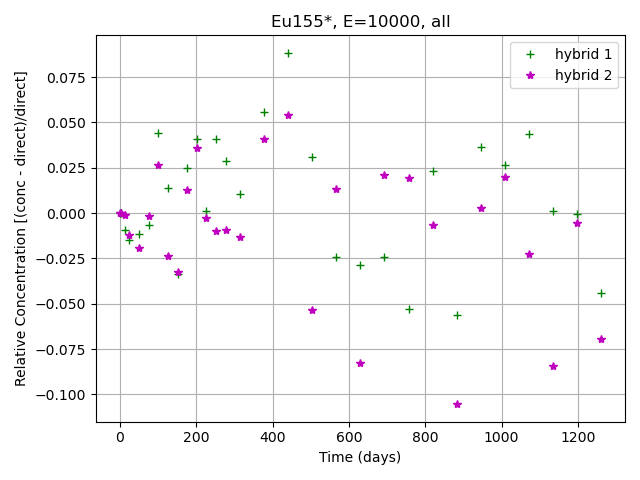 Eu155*, E=10000, all
hybrid 1
hybrid 2
Relative Concentration [(conc - direct)/direct]
0.075
0.050
0.025
0.000
−0.025
−0.050
−0.075
−0.100
0 200 400 600 800 1000 1200
Time (days)